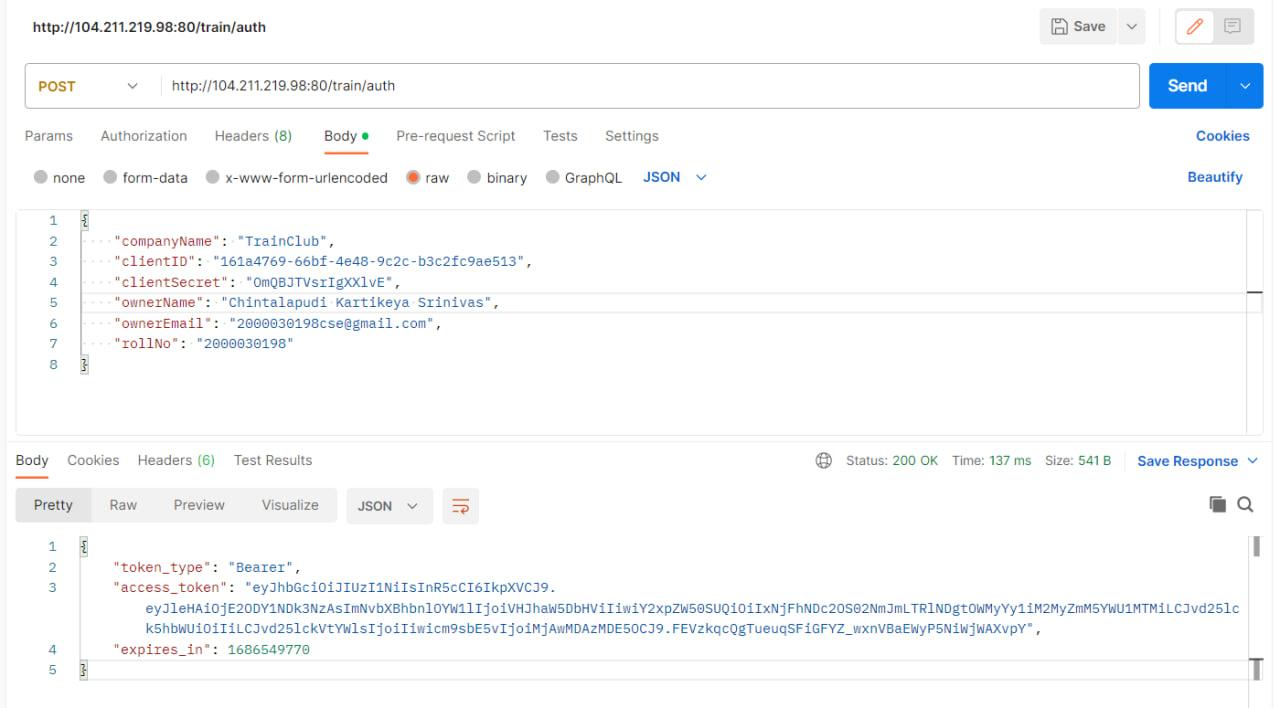 http://104.211.219.98:80/train/auth
Save
POST
http://104.211.219.98:80/train/auth
Send
Params Authorization Headers (8) Body Pre-request Script Tests Settings Cookies
none form-data x-www-form-urlencoded raw binary GraphQL JSON Beautify
1 {
2 "companyName": "TrainClub",
3 "clientID": "161a4769-66bf-4e48-9c2c-b3c2fc9ae513",
4 "clientSecret": "OmQBJTVsrIgXXlvE",
5 "ownerName": "Chintalapudi Kartikeya Srinivas",
6 "ownerEmail": "2000030198cse@gmail.com",
7 "rollNo": "2000030198"
8 }
Body Cookies Headers (6) Test Results Status: 200 OK Time: 137 ms Size: 541 B Save Response
Pretty Raw Preview Visualize JSON
1 {
2 "token_type": "Bearer",
3 "access_token": "eyJhbGciOiJIUzI1NiIsInR5cCI6IkpXVCJ9.
eyJleHAiOjE2ODY1NDk3NzAsImNvbXBhbnlOYW1lIjoiVHJhaW5DbHViIiwiY2xpZW50SUQiOiIxNjFhNDc2OS02NmJmLTRlNDgtOWMyYy1iM2MyZmM5YWU1MTMiLCJvd25lc
k5hbWUiOiIiLCJvd25lckVtYWlsIjoiIiwicm9sbE5vIjoiMjAwMDAzMDE5OCJ9.FEVzkqcQgTueuqSFiGFYZ_wxnVBaEWyP5NiWjWAXvpY",
4 "expires_in": 1686549770
5 }